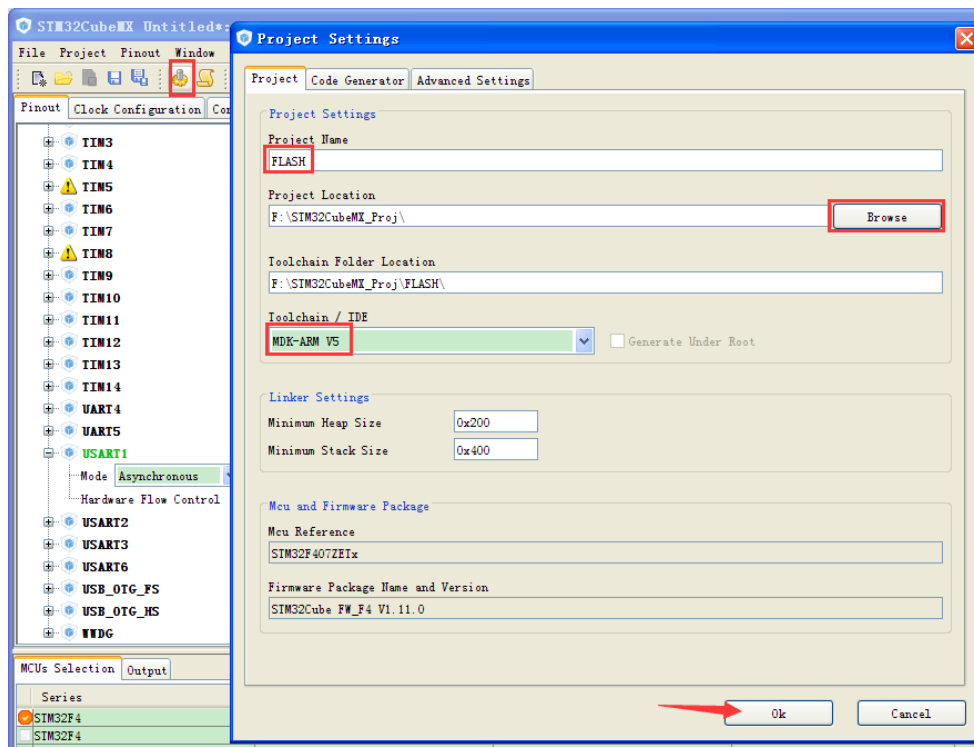 STM32CubeMX Untitled*:
File Project Pinout Window
Pinout Clock Configuration Con
TIM3
TIM4
TIM5
TIM6
TIM7
TIM8
TIM9
TIM10
TIM11
TIM12
TIM13
TIM14
UART4
UART5
USART1
Mode Asynchronous
Hardware Flow Control
USART2
USART3
USART6
USB_OTG_FS
USB_OTG_HS
WWDG
MCUs Selection Output
Series
STM32F4
STM32F4
Project Settings
Project Code Generator Advanced Settings
Project Settings
Project Name
FLASH
Project Location
F:\STM32CubeMX_Proj\
Browse
Toolchain Folder Location
F:\STM32CubeMX_Proj\FLASH\
Toolchain / IDE
MDK-ARM V5
Generate Under Root
Linker Settings
Minimum Heap Size 0x200
Minimum Stack Size 0x400
Mcu and Firmware Package
Mcu Reference
STM32F407ZETx
Firmware Package Name and Version
STM32Cube FW_F4 V1.11.0
Ok Cancel